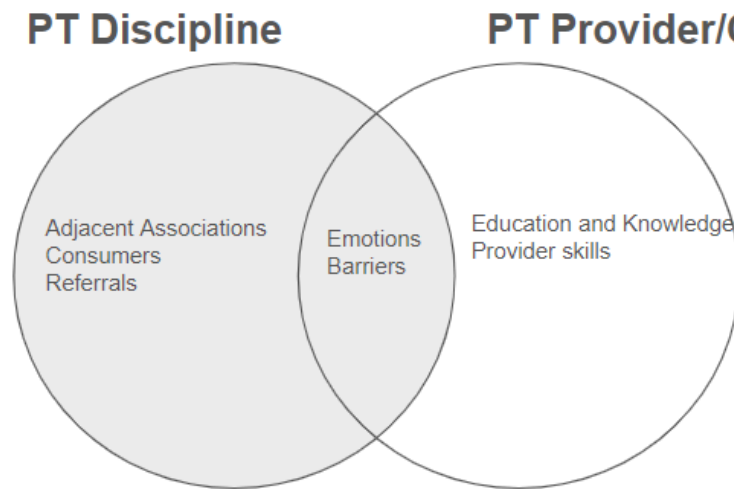 PT Discipline
PT Provider/
Adjacent Associations
Consumers
Referrals
Emotions
Barriers
Education and Knowledge
Provider skills